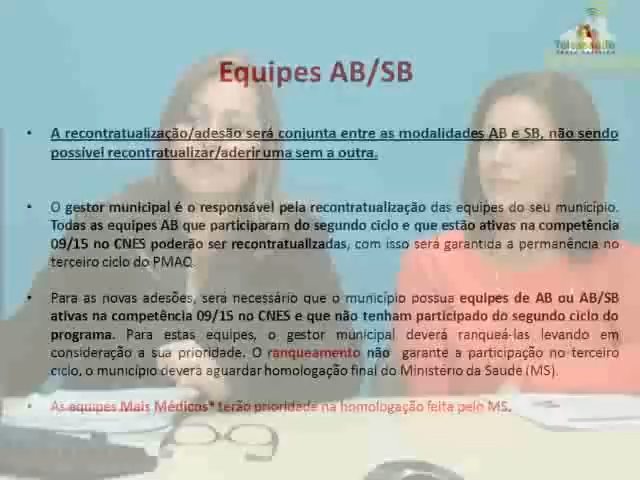 Telessaúde
Equipes AB/SB
• A recontratualização/adesão será conjunta entre as modalidades AB e SB, não sendo
possível recontratualizar/aderir uma sem a outra.
• O gestor municipal é o responsável pela recontratualização das equipes do seu município.
Todas as equipes AB que participaram do segundo ciclo e que estão ativas na competência
09/15 no CNES poderão ser recontratualizadas, com isso será garantida a permanência no
terceiro ciclo do PMAQ.
• Para as novas adesões, será necessário que o município possua equipes de AB ou AB/SB
ativas na competência 09/15 no CNES e que não tenham participado do segundo ciclo do
programa. Para estas equipes, o gestor municipal deverá ranqueá-las levando em
consideração a sua prioridade. O ranqueamento não garante a participação no terceiro
ciclo, o município deverá aguardar homologação final do Ministério da Saúde (MS).
• As equipes Mais Médicos* terão prioridade na homologação feita pelo MS.